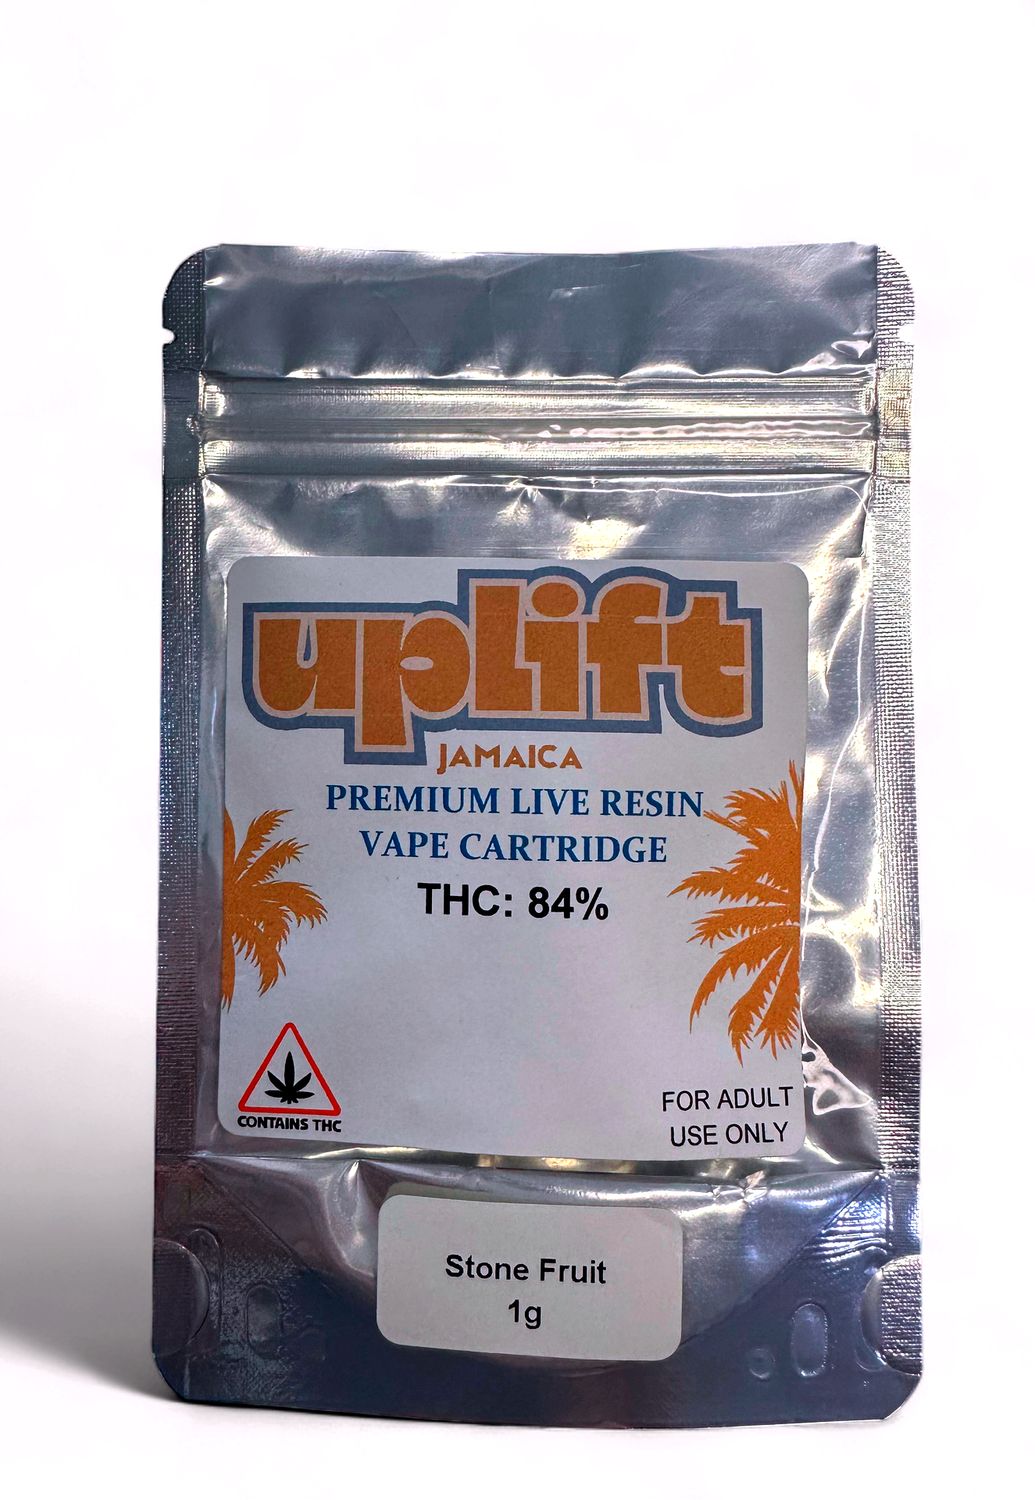 uplift
JAMAICA
PREMIUM LIVE RESIN
VAPE CARTRIDGE
THC: 84%
CONTAINS THC
FOR ADULT
USE ONLY
Stone Fruit
1g